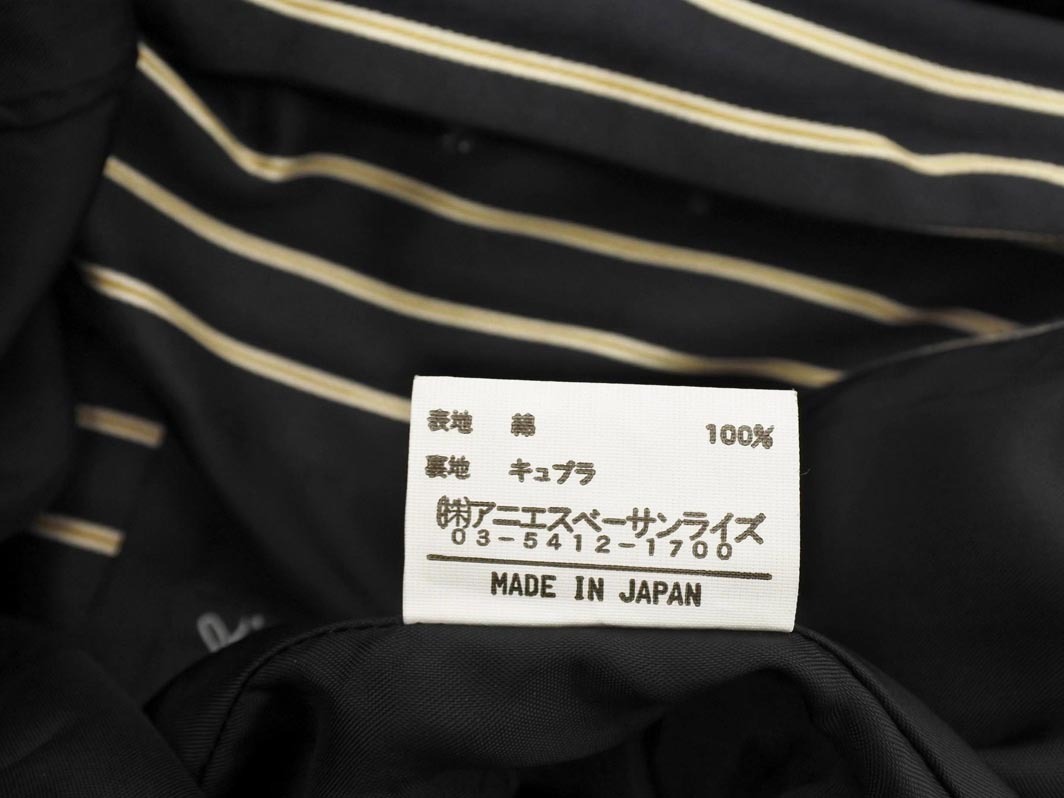 表地 綿 100%
裏地 キュプラ
㈱アニエスベーサンライズ
03-5412-1700
MADE IN JAPAN